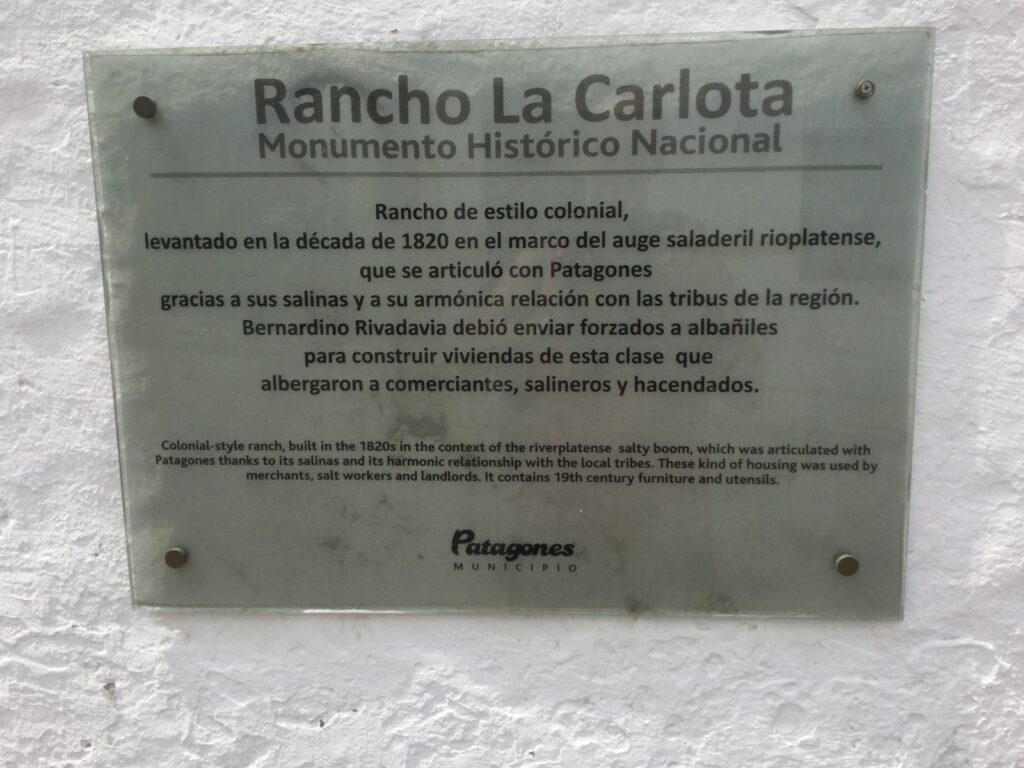 Rancho La Carlota
Monumento Histórico Nacional
Rancho de estilo colonial,
levantado en la década de 1820 en el marco del auge saladeril rioplatense,
que se articuló con Patagones
gracias a sus salinas y a su armónica relación con las tribus de la región.
Bernardino Rivadavia debió enviar forzados a albañiles
para construir viviendas de esta clase que
albergaron a comerciantes, salineros y hacendados.
Colonial-style ranch, built in the 1820s in the context of the riverplatense salty boom, which was articulated with
Patagones thanks to its salinas and its harmonic relationship with the local tribes. These kind of housing was used by
merchants, salt workers and landlords. It contains 19th century furniture and utensils.
Patagones
MUNICIPIO